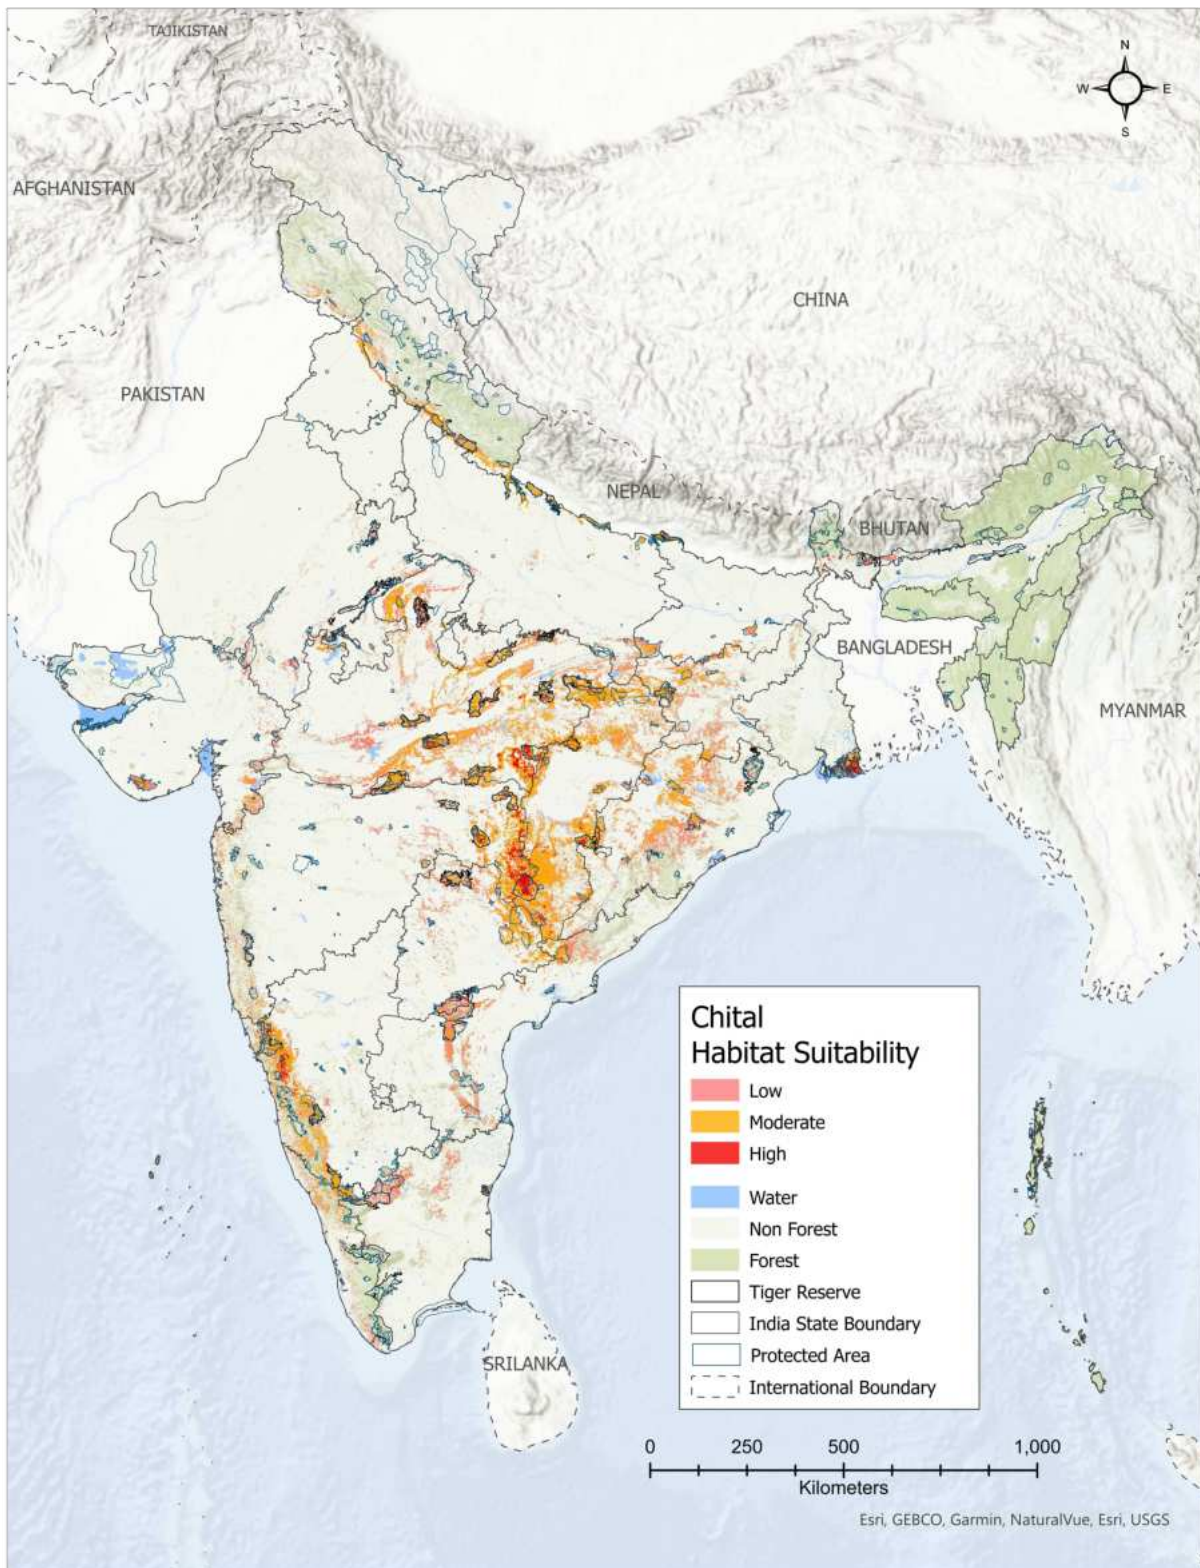 TAJIKISTAN
N
W E
S
AFGHANISTAN
CHINA
PAKISTAN
NEPAL
BHUTAN
BANGLADESH
MYANMAR
Chital
Habitat Suitability
Low
Moderate
High
Water
Non Forest
Forest
Tiger Reserve
India State Boundary
Protected Area
International Boundary
SRILANKA
0 250 500 1,000
Kilometers
Esri, GEBCO, Garmin, NaturalVue, Esri, USGS